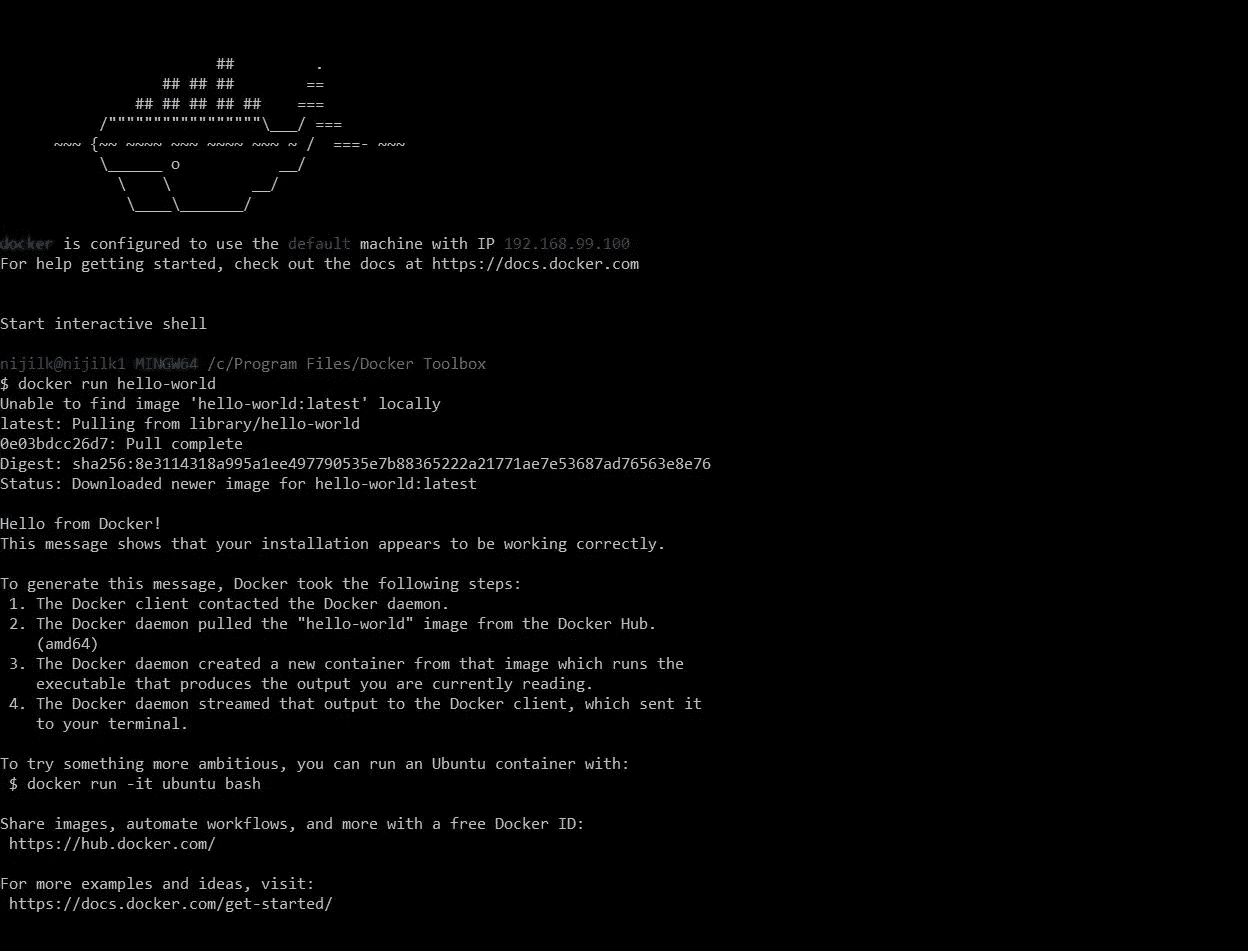 ##         .
                  ## ## ##        ==
               ## ## ## ## ##    ===
           /"""""""""""""""""\___/ ===
      ~~~ {~~ ~~~~ ~~~ ~~~~ ~~~ ~ /  ===- ~~~
           \______ o           __/
             \    \         __/
              \____\_______/

docker is configured to use the default machine with IP 192.168.99.100
For help getting started, check out the docs at https://docs.docker.com

Start interactive shell

nijilk@nijilk1 MINGW64 /c/Program Files/Docker Toolbox
$ docker run hello-world
Unable to find image 'hello-world:latest' locally
latest: Pulling from library/hello-world
0e03bdcc26d7: Pull complete
Digest: sha256:8e3114318a995a1ee497790535e7b88365222a21771ae7e53687ad76563e8e76
Status: Downloaded newer image for hello-world:latest

Hello from Docker!
This message shows that your installation appears to be working correctly.

To generate this message, Docker took the following steps:
 1. The Docker client contacted the Docker daemon.
 2. The Docker daemon pulled the "hello-world" image from the Docker Hub.
    (amd64)
 3. The Docker daemon created a new container from that image which runs the
    executable that produces the output you are currently reading.
 4. The Docker daemon streamed that output to the Docker client, which sent it
    to your terminal.

To try something more ambitious, you can run an Ubuntu container with:
 $ docker run -it ubuntu bash

Share images, automate workflows, and more with a free Docker ID:
 https://hub.docker.com/

For more examples and ideas, visit:
 https://docs.docker.com/get-started/